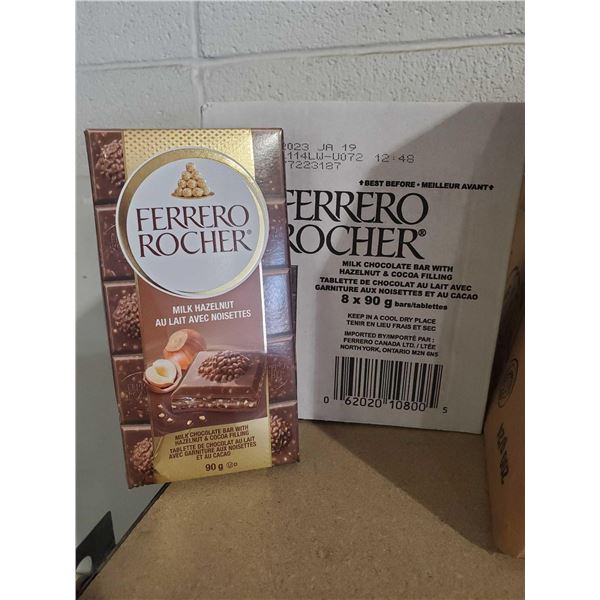 FERRERO
ROCHER®
MILK HAZELNUT
AU LAIT AVEC NOISETTES
MILK CHOCOLATE BAR WITH
HAZELNUT & COCOA FILLING
TABLETTE DE CHOCOLAT AU LAIT
AVEC GARNITURE AUX NOISETTES
ET AU CACAO
90 g
2023 JA 19
L114LW-U072 12:48
77223187
BEST BEFORE • MEILLEUR AVANT
FERRERO
ROCHER®
MILK CHOCOLATE BAR WITH
HAZELNUT & COCOA FILLING
TABLETTE DE CHOCOLAT AU LAIT AVEC
GARNITURE AUX NOISETTES ET AU CACAO
8 x 90 g bars/tablettes
KEEP IN A COOL DRY PLACE
TENIR EN LIEU FRAIS ET SEC
IMPORTED BY/IMPORTÉ PAR :
FERRERO CANADA LTD. / LTÉE
NORTH YORK, ONTARIO M2N 6N5
0 62020 10800 5